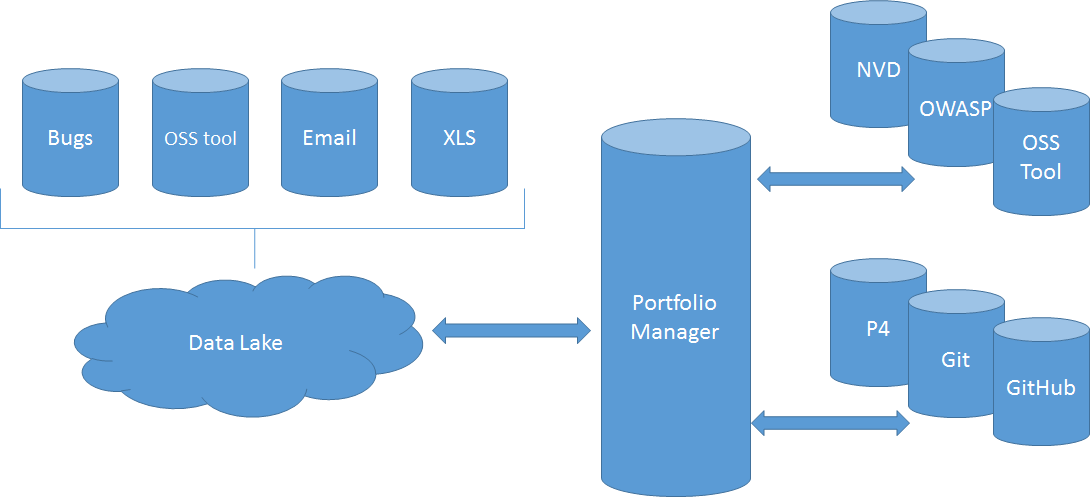 Bugs
OSS tool
Email
XLS
Data Lake
Portfolio
Manager
NVD
OWASP
OSS
Tool
P4
Git
GitHub